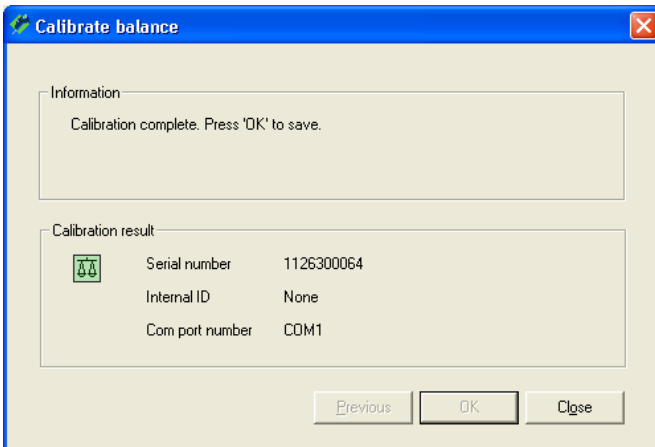 Calibrate balance
Information
Calibration complete. Press 'OK' to save.
Calibration result
Serial number 1126300064
Internal ID None
Com port number COM1
Previous OK Close